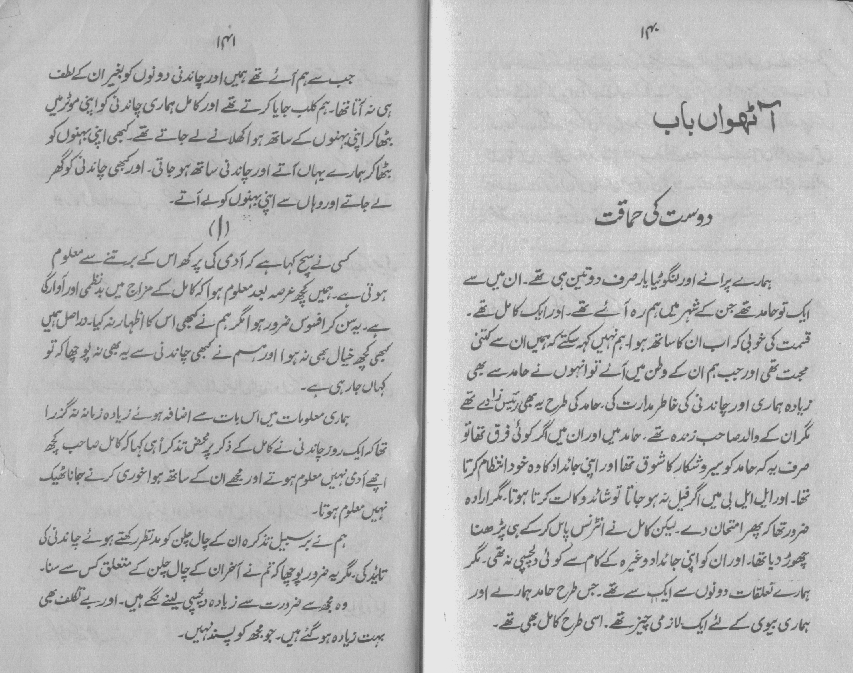 ۱۴۰
آٹھواں باب
دوست کی حماقت
ہمارے پرانے اور لنگوٹیا یار صرف دو تین ہی تھے۔ ان میں سے
ایک تو حامد تھے جن کے شہر میں ہم رہ آئے تھے۔ اور ایک کامل تھے۔
قسمت کی خوبی کہ اب ان کا ساتھ ہوا۔ ہم نہیں کہہ سکتے کہ ہمیں ان سے کتنی
محبت تھی اور جب ہم ان کے وطن میں آئے تو انہوں نے حامد سے بھی
زیادہ ہماری اور چاندنی کی خاطر مدارت کی۔ حامد کی طرح یہ بھی رئیس زادے تھے
مگر ان کے والد صاحب زندہ تھے۔ حامد میں اور ان میں اگر کوئی فرق تھا تو
صرف یہ کہ حامد کو سیر و شکار کا شوق تھا اور اپنی جائداد کا وہ خود انتظام کرتا
تھا۔ اور ایل ایل بی میں اگر فیل نہ ہو جاتا تو شائد وکالت کرتا ہوتا۔ مگر ارادہ
ضرور تھا کہ پھر امتحان دے۔ لیکن کامل نے انٹرنس پاس کر کے ہی پڑھنا
چھوڑ دیا تھا۔ اور ان کو اپنی جائداد وغیرہ کے کام سے کوئی دلچسپی نہ تھی۔ مگر
ہمارے تعلقات دونوں سے ایک سے تھے۔ جس طرح حامد ہمارے اور
ہماری بیوی کے لئے ایک لازمی چیز تھے۔ اسی طرح کامل بھی تھے۔
۱۴۱
جب سے ہم آئے تھے ہمیں اور چاندنی دونوں کو بغیر ان کے لطف
ہی نہ آتا تھا۔ ہم کلب جایا کرتے تھے اور کامل ہماری چاندنی کو اپنی موٹر میں
بٹھا کر اپنی بہنوں کے ساتھ ہوا کھلانے لے جاتے تھے۔ کبھی اپنی بہنوں کو
بٹھا کر ہمارے یہاں آتے اور چاندنی ساتھ ہو جاتی۔ اور کبھی چاندنی کو گھر
لے جاتے اور وہاں سے اپنی بہنوں کو لے آتے۔
(۱)
کسی نے سچ کہا ہے کہ آدمی کی پرکھ اس کے برتنے سے معلوم
ہوتی ہے۔ ہمیں کچھ عرصہ بعد معلوم ہوا کہ کامل کے مزاج میں بدنظمی اور آوارگی
ہے۔ یہ سن کر افسوس ضرور ہوا مگر ہم نے کبھی اس کا اظہار نہ کیا۔ دراصل ہمیں
کبھی کچھ خیال بھی نہ ہوا اور ہم نے کبھی چاندنی سے یہ بھی نہ پوچھا کہ تو
کہاں جا رہی ہے۔
ہماری معلومات میں اس بات سے اضافہ ہوئے زیادہ زمانہ نہ گذرا
تھا کہ ایک روز چاندنی نے کامل کے ذکر پر محض تذکرۃً ہی کہا کہ کامل صاحب کچھ
اچھے آدمی نہیں معلوم ہوتے اور مجھے ان کے ساتھ ہوا خوری کرنے جانا ٹھیک
نہیں معلوم ہوتا۔
ہم نے برسبیل تذکرہ ان کے چال چلن کو مدنظر رکھتے ہوئے چاندنی کی
تائید کی۔ مگر یہ ضرور پوچھا کہ تم نے آخر ان کے چال چلن کے متعلق کس سے سنا۔
وہ مجھ سے ضرورت سے زیادہ دلچسپی لینے لگے ہیں۔ اور بے تکلف بھی
بہت زیادہ ہو گئے ہیں۔ جو مجھ کو پسند نہیں۔